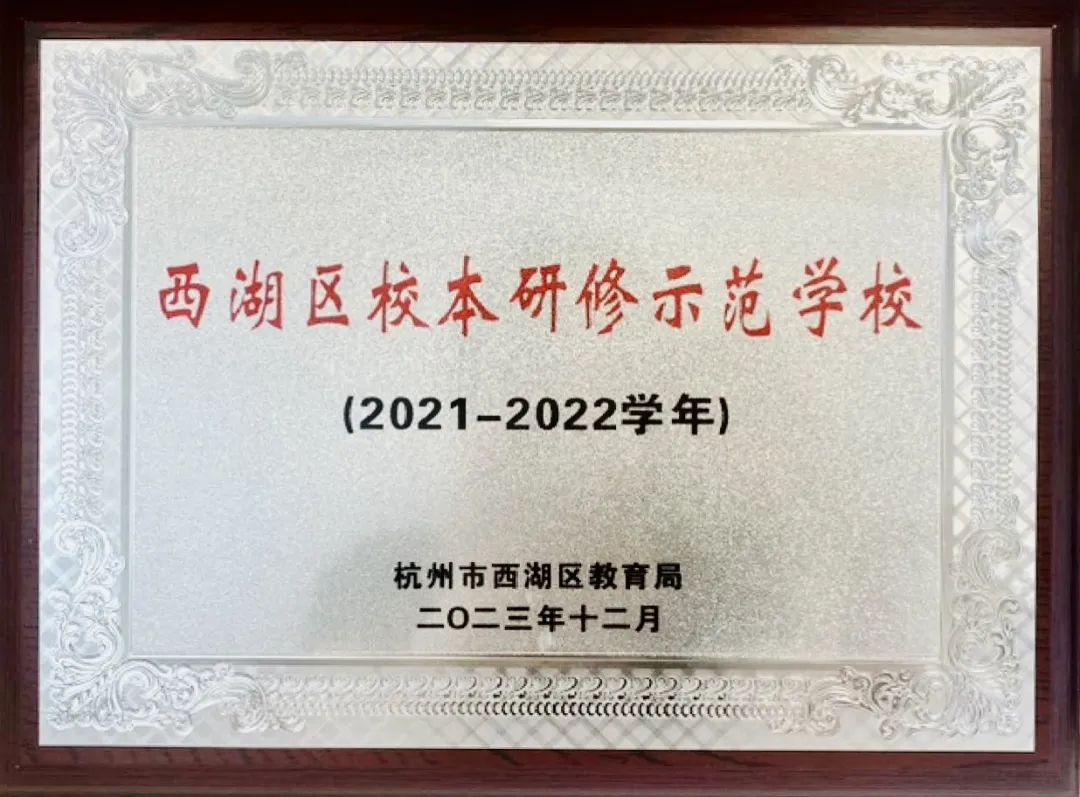 西湖区校本研修示范学校
(2021-2022学年)
杭州市西湖区教育局
二〇二三年十二月